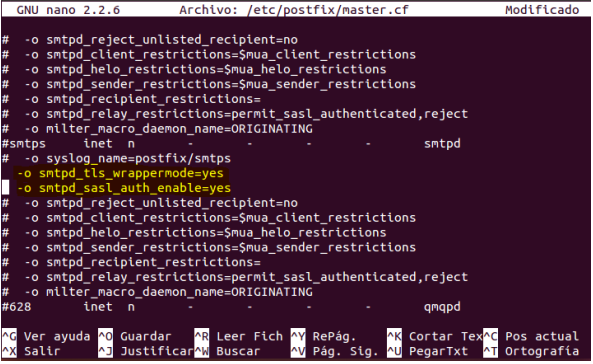 GNU nano 2.2.6 Archivo: /etc/postfix/master.cf Modificado
# -o smtpd_reject_unlisted_recipient=no
# -o smtpd_client_restrictions=$mua_client_restrictions
# -o smtpd_helo_restrictions=$mua_helo_restrictions
# -o smtpd_sender_restrictions=$mua_sender_restrictions
# -o smtpd_recipient_restrictions=
# -o smtpd_relay_restrictions=permit_sasl_authenticated,reject
# -o milter_macro_daemon_name=ORIGINATING
#smtps inet n - - - - smtpd
# -o syslog_name=postfix/smtps
-o smtpd_tls_wrappermode=yes
-o smtpd_sasl_auth_enable=yes
# -o smtpd_reject_unlisted_recipient=no
# -o smtpd_client_restrictions=$mua_client_restrictions
# -o smtpd_helo_restrictions=$mua_helo_restrictions
# -o smtpd_sender_restrictions=$mua_sender_restrictions
# -o smtpd_recipient_restrictions=
# -o smtpd_relay_restrictions=permit_sasl_authenticated,reject
# -o milter_macro_daemon_name=ORIGINATING
#628 inet n - - - - qmqpd
^G Ver ayuda ^O Guardar ^R Leer Fich ^Y RePág. ^K Cortar Tex ^C Pos actual
^X Salir ^J Justificar ^W Buscar ^V Pág. Sig. ^U PegarTxt ^T Ortografía